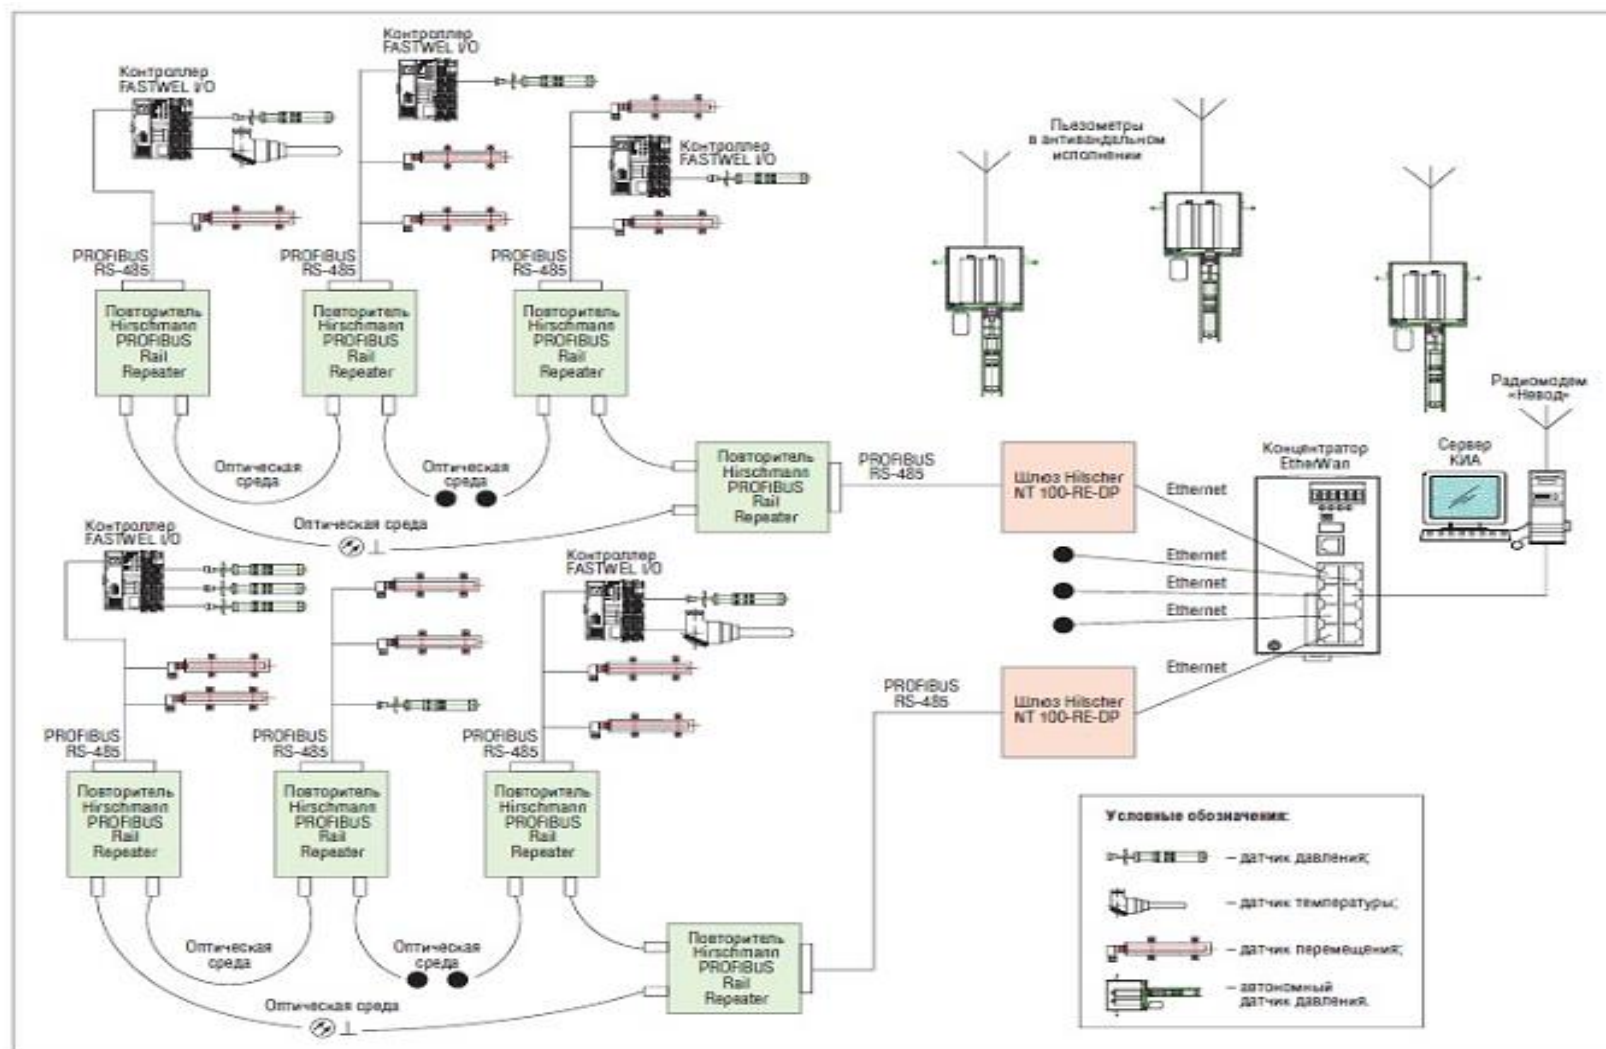 Контроллер
FASTWEL I/O
Контроллер
FASTWEL I/O
Контроллер
FASTWEL I/O
Пьезометры
в антивандальном
исполнении
PROFIBUS
RS-485
PROFIBUS
RS-485
PROFIBUS
RS-485
Повторитель
Hirschmann
PROFIBUS
Rail
Repeater
Повторитель
Hirschmann
PROFIBUS
Rail
Repeater
Повторитель
Hirschmann
PROFIBUS
Rail
Repeater
Радиомодем
«Невод»
Оптическая
среда
Оптическая
среда
Повторитель
Hirschmann
PROFIBUS
Rail
Repeater
PROFIBUS
RS-485
Шлюз Hilscher
NT 100-RE-DP
Ethernet
Концентратор
EtherWan
Сервер
КИА
Оптическая среда
Ethernet
Ethernet
Ethernet
Ethernet
Контроллер
FASTWEL I/O
Контроллер
FASTWEL I/O
PROFIBUS
RS-485
PROFIBUS
RS-485
PROFIBUS
RS-485
PROFIBUS
RS-485
Шлюз Hilscher
NT 100-RE-DP
Повторитель
Hirschmann
PROFIBUS
Rail
Repeater
Повторитель
Hirschmann
PROFIBUS
Rail
Repeater
Повторитель
Hirschmann
PROFIBUS
Rail
Repeater
Оптическая
среда
Оптическая
среда
Повторитель
Hirschmann
PROFIBUS
Rail
Repeater
Оптическая среда
Условные обозначения:
– датчик давления;
– датчик температуры;
– датчик перемещения;
– автономный
датчик давления.